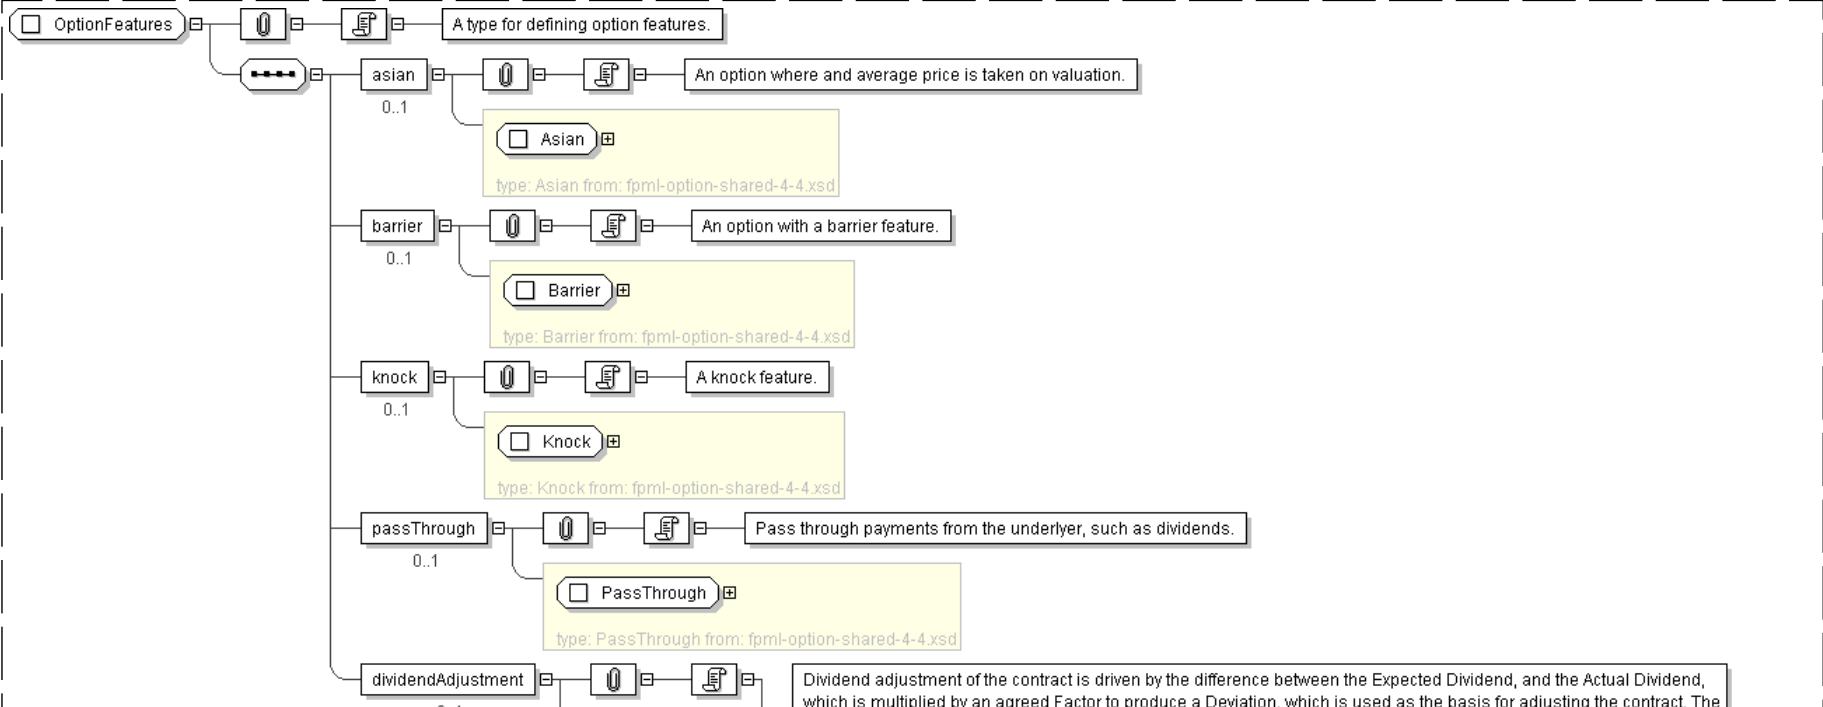 OptionFeatures
A type for defining option features.
asian
An option where and average price is taken on valuation.
0..1
Asian
type: Asian from: fpml-option-shared-4-4.xsd
barrier
An option with a barrier feature.
0..1
Barrier
type: Barrier from: fpml-option-shared-4-4.xsd
knock
A knock feature.
0..1
Knock
type: Knock from: fpml-option-shared-4-4.xsd
passThrough
Pass through payments from the underlyer, such as dividends.
0..1
PassThrough
type: PassThrough from: fpml-option-shared-4-4.xsd
dividendAdjustment
Dividend adjustment of the contract is driven by the difference between the Expected Dividend, and the Actual Dividend,
which is multiplied by an agreed Factor to produce a Deviation, which is used as the basis for adjusting the contract. The